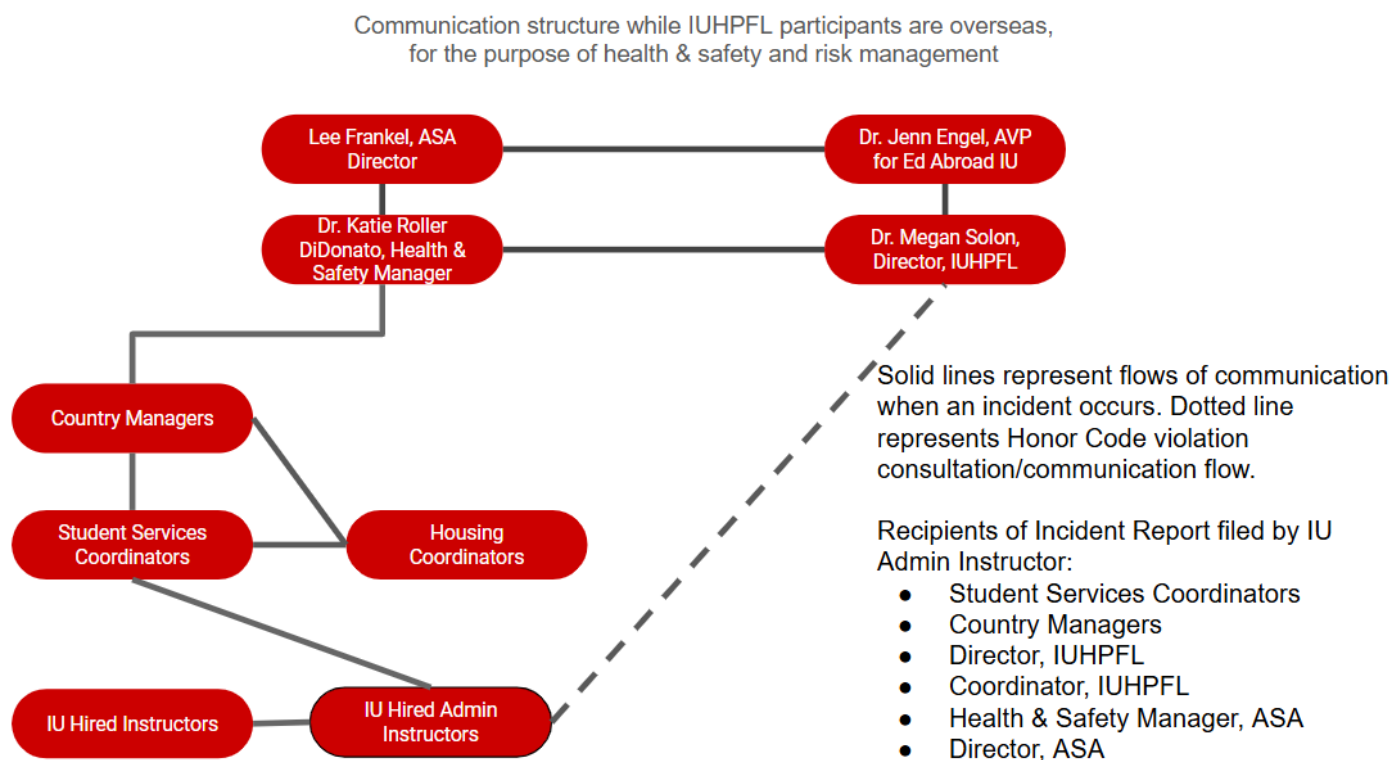 Communication structure while IUHPFL participants are overseas,
for the purpose of health & safety and risk management
Lee Frankel, ASA
Director
Dr. Jenn Engel, AVP
for Ed Abroad IU
Dr. Katie Roller
DiDonato, Health &
Safety Manager
Dr. Megan Solon,
Director, IUHPFL
Country Managers
Student Services
Coordinators
Housing
Coordinators
IU Hired Instructors
IU Hired Admin
Instructors
Solid lines represent flows of communication
when an incident occurs. Dotted line
represents Honor Code violation
consultation/communication flow.
Recipients of Incident Report filed by IU
Admin Instructor:
● Student Services Coordinators
● Country Managers
● Director, IUHPFL
● Coordinator, IUHPFL
● Health & Safety Manager, ASA
● Director, ASA